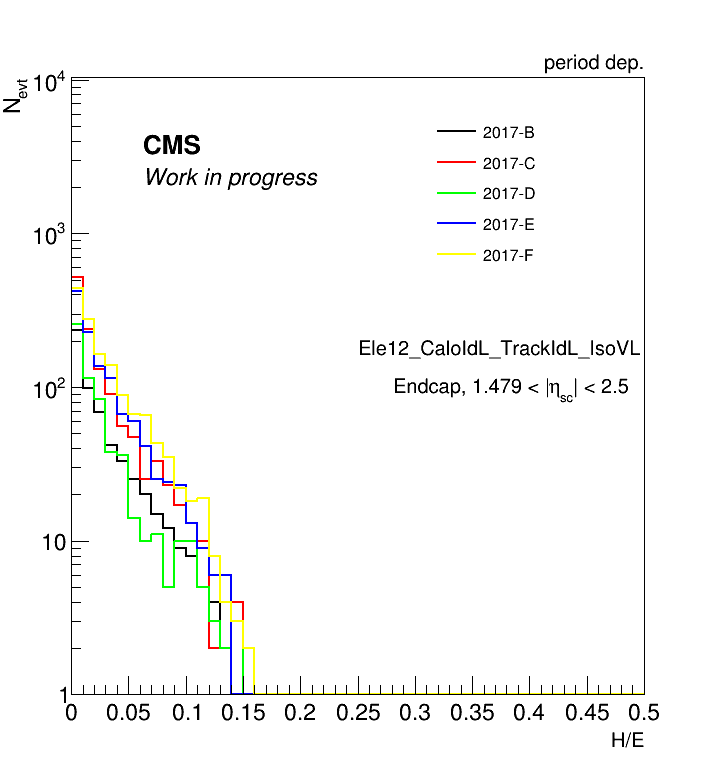 period dep.
N_evt
10^4
CMS
Work in progress
2017-B
2017-C
2017-D
2017-E
2017-F
10^3
Ele12_CaloIdL_TrackIdL_IsoVL
Endcap, 1.479 < |η_sc| < 2.5
10^2
10
1
0 0.05 0.1 0.15 0.2 0.25 0.3 0.35 0.4 0.45 0.5
H/E